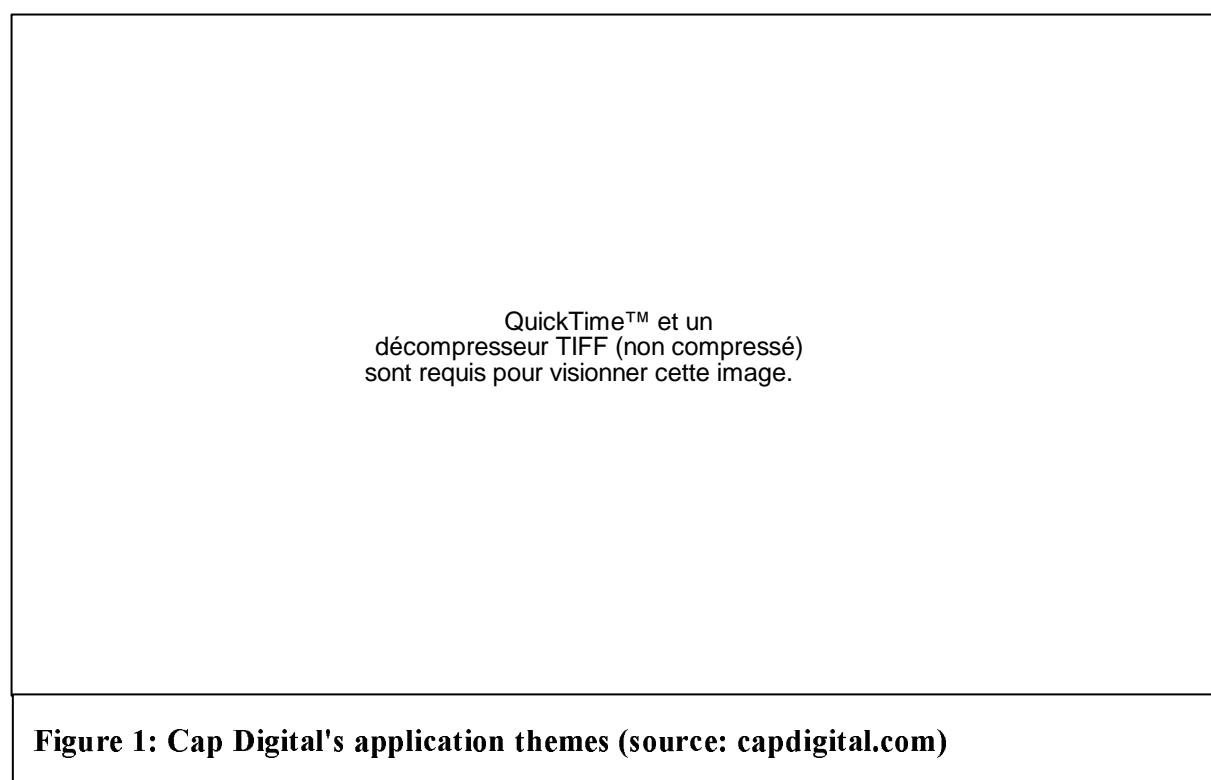 QuickTime™ et un
décompresseur TIFF (non compressé)
sont requis pour visionner cette image.
Figure 1: Cap Digital's application themes (source: capdigital.com)